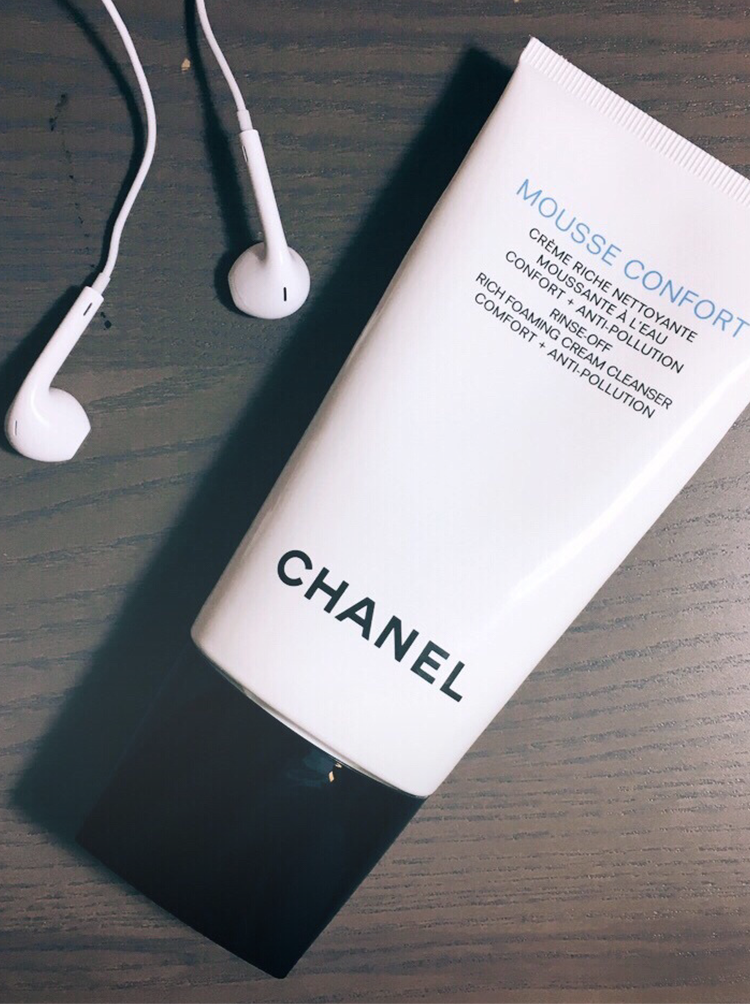 MOUSSE CONFORT
CRÈME RICHE NETTOYANTE
MOUSSANTE À L'EAU
CONFORT + ANTI-POLLUTION
RINSE-OFF
RICH FOAMING CREAM CLEANSER
COMFORT + ANTI-POLLUTION
CHANEL